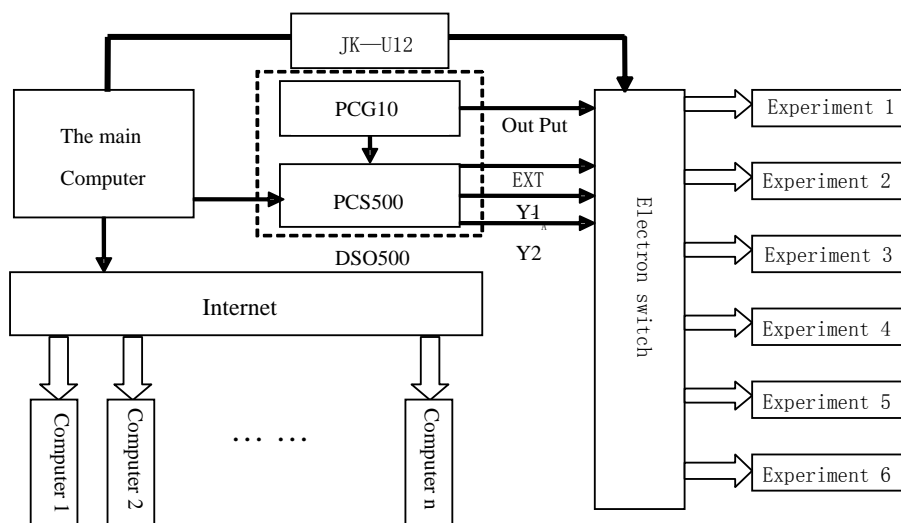 JK—U12
The main
Computer
PCG10
PCS500
DSO500
Out Put
EXT
Y1
Y2
Electron switch
Experiment 1
Experiment 2
Experiment 3
Experiment 4
Experiment 5
Experiment 6
Internet
Computer 1
Computer 2
... ...
Computer n